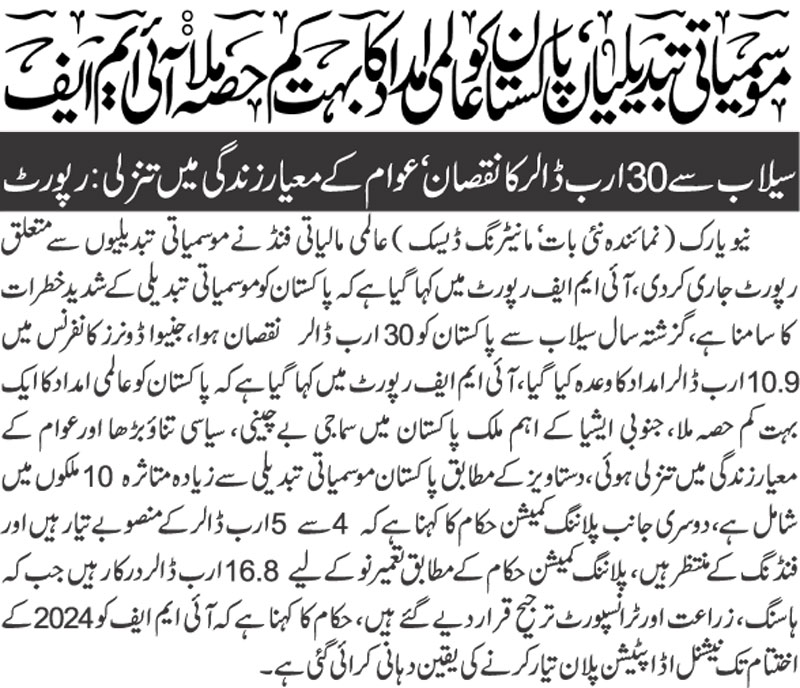 موسمیاتی تبدیلیاں، پاکستان کو عالمی امداد کا بہت کم حصہ ملا: آئی ایم ایف
سیلاب سے 30 ارب ڈالر کا نقصان، عوام کے معیار زندگی میں تنزلی: رپورٹ
نیویارک (نمائندہ نئی بات، مانیٹرنگ ڈیسک) عالمی مالیاتی فنڈ نے موسمیاتی تبدیلیوں سے متعلق
رپورٹ جاری کر دی، آئی ایم ایف رپورٹ میں کہا گیا ہے کہ پاکستان کو موسمیاتی تبدیلی کے شدید خطرات
کا سامنا ہے، گزشتہ سال سیلاب سے پاکستان کو 30 ارب ڈالر نقصان ہوا، جنیوا ڈونرز کانفرنس میں
10.9 ارب ڈالر امداد کا وعدہ کیا گیا، آئی ایم ایف رپورٹ میں کہا گیا ہے کہ پاکستان کو عالمی امداد کا ایک
بہت کم حصہ ملا، جنوبی ایشیا کے اہم ملک پاکستان میں سماجی بے چینی، سیاسی تناؤ بڑھا اور عوام کے
معیار زندگی میں تنزلی ہوئی، دستاویز کے مطابق پاکستان موسمیاتی تبدیلی سے زیادہ متاثرہ 10 ملکوں میں
شامل ہے، دوسری جانب پلاننگ کمیشن حکام کا کہنا ہے کہ 4 سے 5 ارب ڈالر کے منصوبے تیار ہیں اور
فنڈنگ کے منتظر ہیں، پلاننگ کمیشن حکام کے مطابق تعمیر نو کے لیے 16.8 ارب ڈالر درکار ہیں جب کہ
ہاسنگ، زراعت اور ٹرانسپورٹ ترجیح قرار دیے گئے ہیں، حکام کا کہنا ہے کہ آئی ایم ایف کو 2024 کے
اختتام تک نیشنل اڈاپٹیشن پلان تیار کرنے کی یقین دہانی کرائی گئی ہے۔